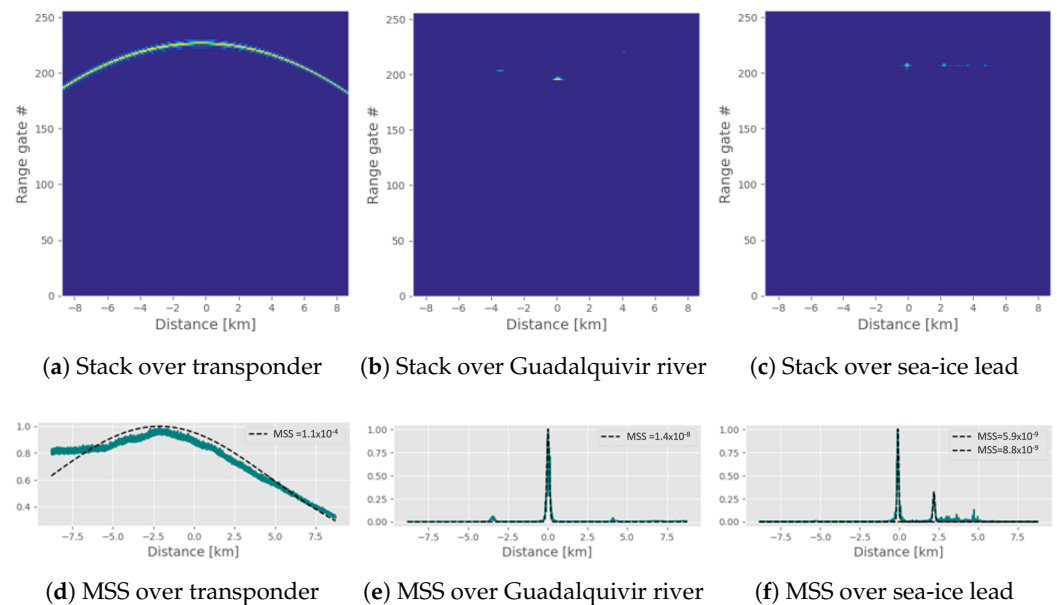 250
200
150
100
50
0
Range gate #
−8 −6 −4 −2 0 2 4 6 8
Distance [km]
(a) Stack over transponder
250
200
150
100
50
0
Range gate #
−8 −6 −4 −2 0 2 4 6 8
Distance [km]
(b) Stack over Guadalquivir river
250
200
150
100
50
0
Range gate #
−8 −6 −4 −2 0 2 4 6 8
Distance [km]
(c) Stack over sea-ice lead
1.0
0.8
0.6
0.4
MSS =1.1x10⁻⁴
−7.5 −5.0 −2.5 0.0 2.5 5.0 7.5
Distance [km]
(d) MSS over transponder
1.00
0.75
0.50
0.25
0.00
MSS =1.4x10⁻⁸
−7.5 −5.0 −2.5 0.0 2.5 5.0 7.5
Distance [km]
(e) MSS over Guadalquivir river
1.00
0.75
0.50
0.25
0.00
MSS=5.9x10⁻⁹
MSS=8.8x10⁻⁹
−7.5 −5.0 −2.5 0.0 2.5 5.0 7.5
Distance [km]
(f) MSS over sea-ice lead